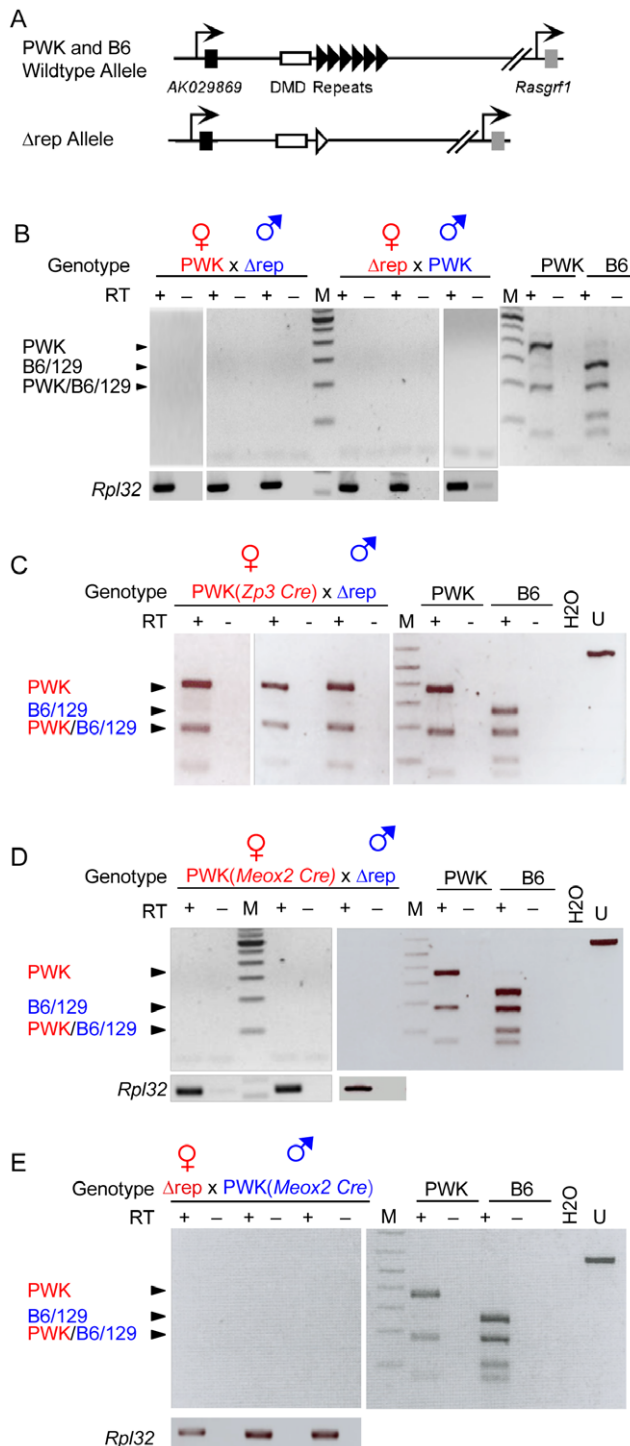 A
PWK and B6
Wildtype Allele
AK029869 DMD Repeats Rasgrf1
Δrep Allele
B
♀ ♂ ♀ ♂
Genotype PWK x Δrep Δrep x PWK PWK B6
RT + – + – + – M + – + – + – M + – + –
PWK
B6/129
PWK/B6/129
Rpl32
C
♀ ♂
Genotype PWK(Zp3 Cre) x Δrep PWK B6 H2O U
RT + - + - + - M + - + -
PWK
B6/129
PWK/B6/129
D
♀ ♂
Genotype PWK(Meox2 Cre) x Δrep PWK B6 H2O U
RT + – M + – + – M + – + –
PWK
B6/129
PWK/B6/129
Rpl32
E
♀ ♂
Genotype Δrep x PWK(Meox2 Cre) PWK B6 H2O U
RT + – + – + – M + – + –
PWK
B6/129
PWK/B6/129
Rpl32